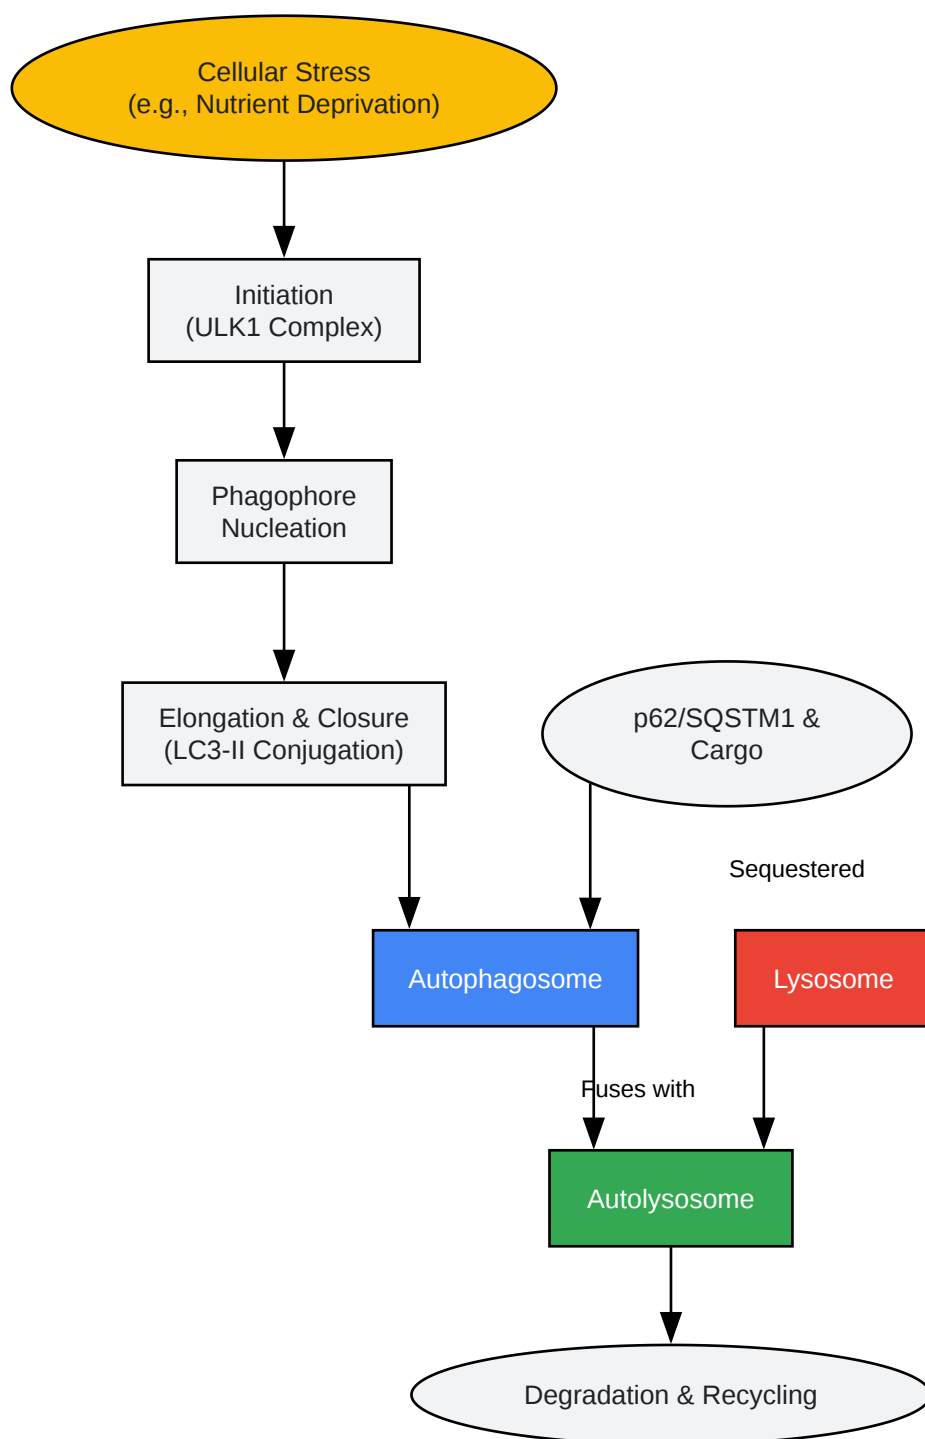 Cellular Stress
(e.g., Nutrient Deprivation)
Initiation
(ULK1 Complex)
Phagophore
Nucleation
Elongation & Closure
(LC3-II Conjugation)
p62/SQSTM1 &
Cargo
Sequestered
Autophagosome
Lysosome
Fuses with
Autolysosome
Degradation & Recycling